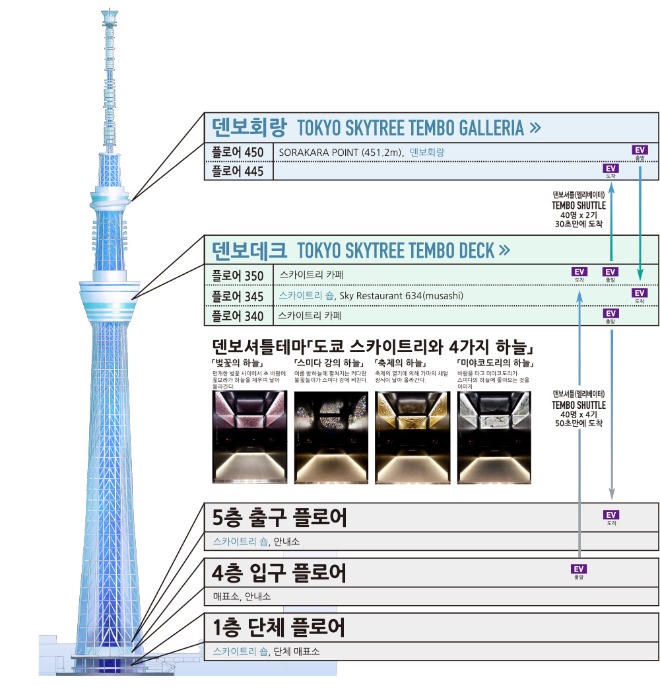 덴보회랑 TOKYO SKYTREE TEMBO GALLERIA »
플로어 450 SORAKARA POINT (451.2m), 덴보회랑 EV 출발
플로어 445 EV 도착
덴보셔틀(엘리베이터)
TEMBO SHUTTLE
40명 x 2기
30초만에 도착
덴보데크 TOKYO SKYTREE TEMBO DECK »
플로어 350 스카이트리 카페 EV 도착 EV 출발
플로어 345 스카이트리 숍, Sky Restaurant 634(musashi) EV 도착
플로어 340 스카이트리 카페 EV 출발
덴보셔틀테마「도쿄 스카이트리와 4가지 하늘」
「벚꽃의 하늘」 「스미다 강의 하늘」 「축제의 하늘」 「미야코도리의 하늘」
덴보셔틀(엘리베이터)
TEMBO SHUTTLE
40명 x 4기
50초만에 도착
5층 출구 플로어 EV 도착
스카이트리 숍, 안내소
4층 입구 플로어 EV 출발
매표소, 안내소
1층 단체 플로어
스카이트리 숍, 단체 매표소